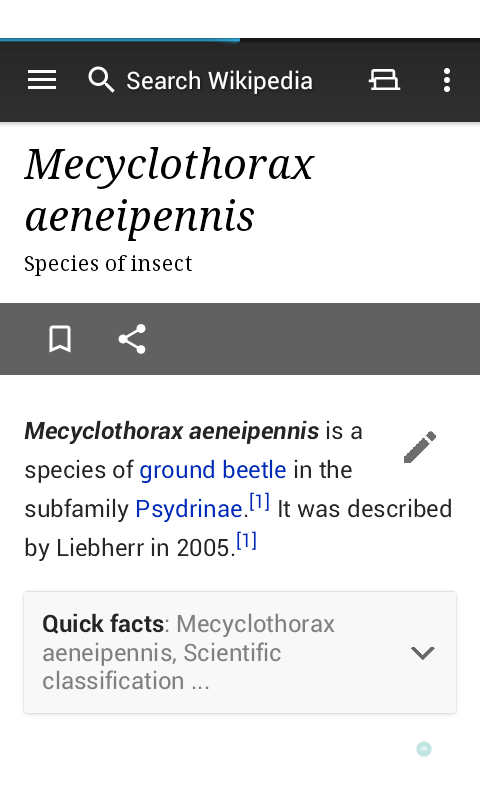 Search Wikipedia
Mecyclothorax
aeneipennis
Species of insect
Mecyclothorax aeneipennis is a
species of ground beetle in the
subfamily Psydrinae.[1] It was described
by Liebherr in 2005.[1]
Quick facts: Mecyclothorax
aeneipennis, Scientific
classification ...